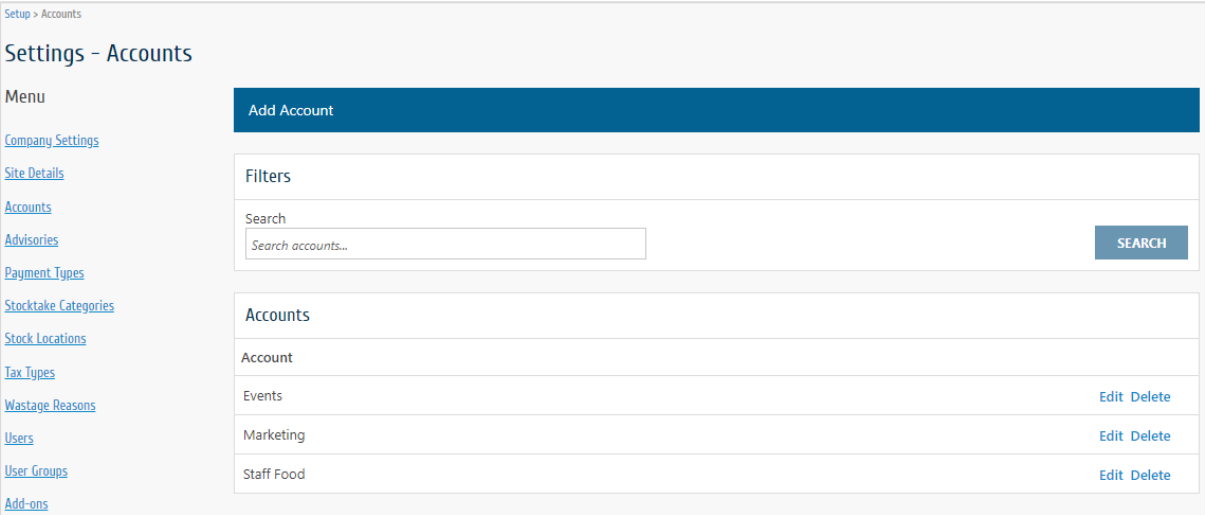 Setup > Accounts
Settings - Accounts
Menu
Company Settings
Site Details
Accounts
Advisories
Payment Types
Stocktake Categories
Stock Locations
Tax Types
Wastage Reasons
Users
User Groups
Add-ons
Add Account
Filters
Search
Search accounts...
SEARCH
Accounts
Account
Events Edit Delete
Marketing Edit Delete
Staff Food Edit Delete